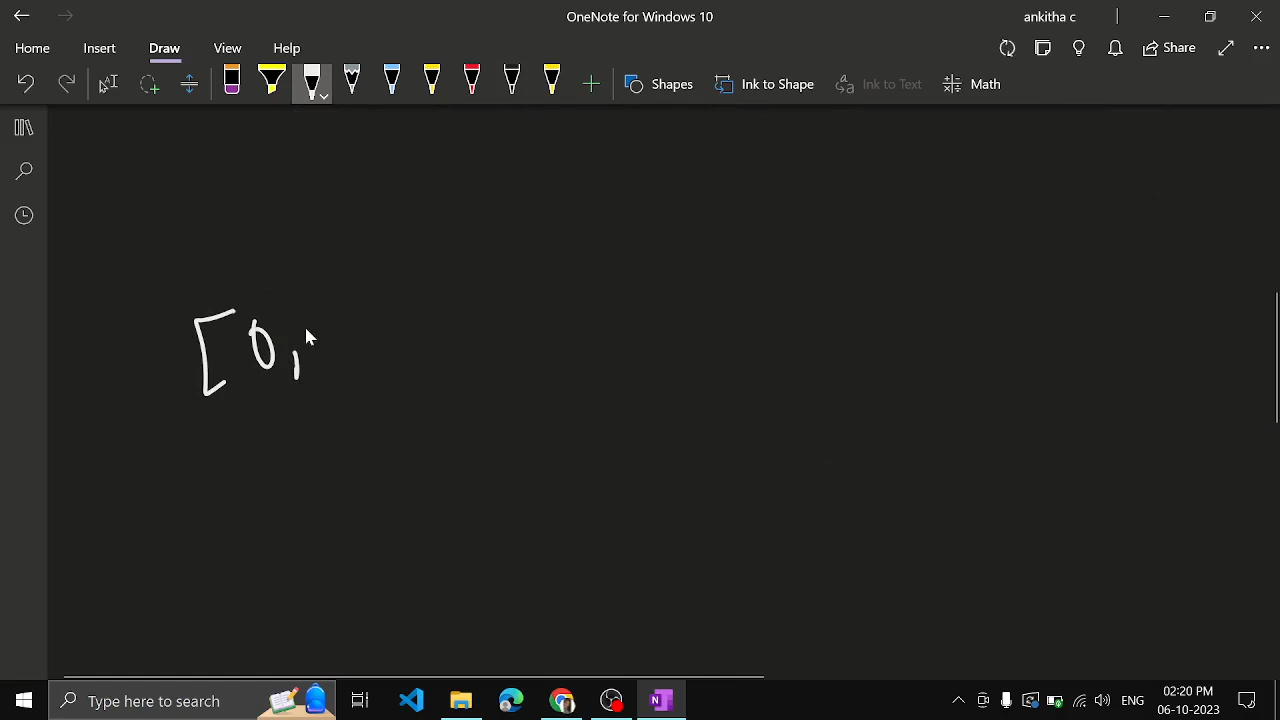 OneNote for Windows 10
ankitha c
Home Insert Draw View Help
Share
Shapes Ink to Shape Ink to Text Math
[0,
Type here to search
N
ENG
02:20 PM
06-10-2023